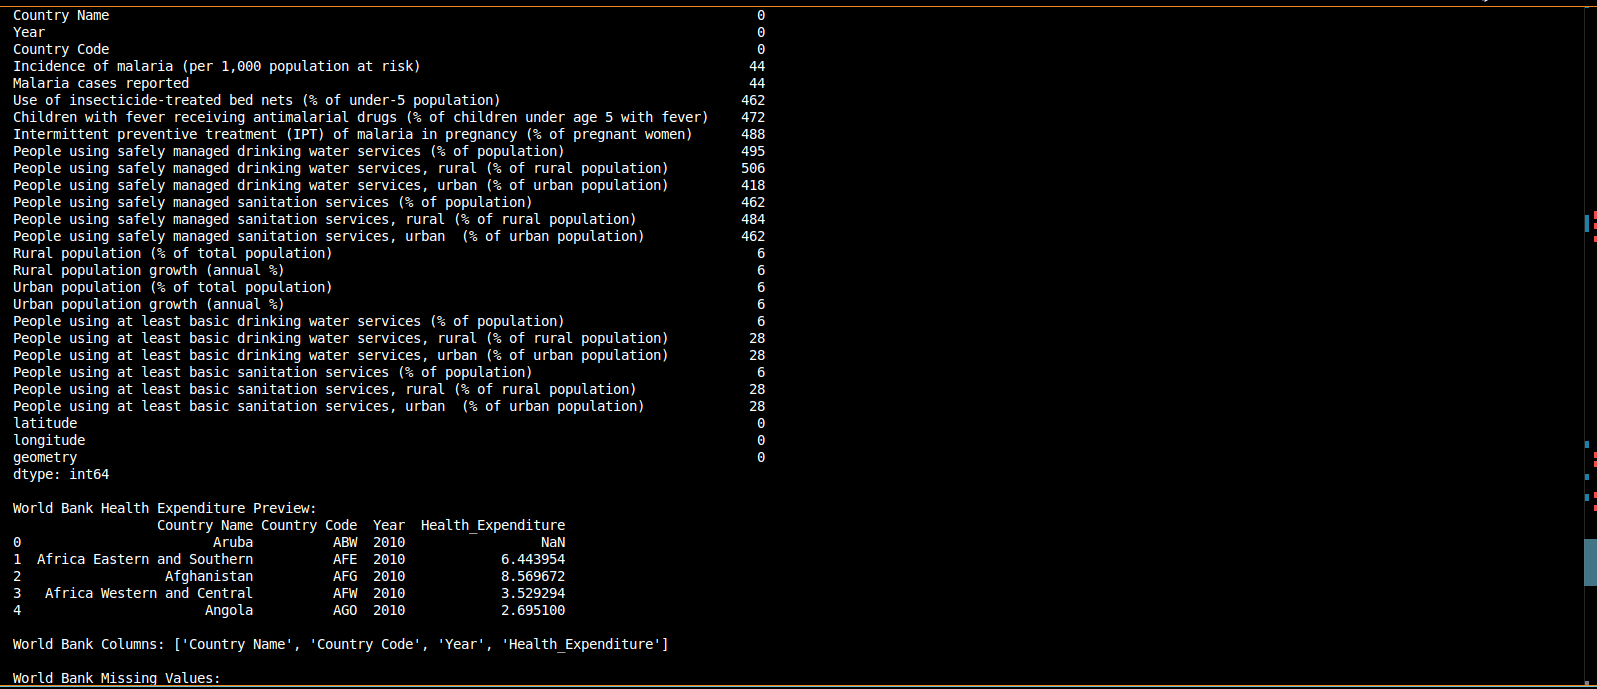 Country Name 0
Year 0
Country Code 0
Incidence of malaria (per 1,000 population at risk) 44
Malaria cases reported 44
Use of insecticide-treated bed nets (% of under-5 population) 462
Children with fever receiving antimalarial drugs (% of children under age 5 with fever) 472
Intermittent preventive treatment (IPT) of malaria in pregnancy (% of pregnant women) 488
People using safely managed drinking water services (% of population) 495
People using safely managed drinking water services, rural (% of rural population) 506
People using safely managed drinking water services, urban (% of urban population) 418
People using safely managed sanitation services (% of population) 462
People using safely managed sanitation services, rural (% of rural population) 484
People using safely managed sanitation services, urban  (% of urban population) 462
Rural population (% of total population) 6
Rural population growth (annual %) 6
Urban population (% of total population) 6
Urban population growth (annual %) 6
People using at least basic drinking water services (% of population) 6
People using at least basic drinking water services, rural (% of rural population) 28
People using at least basic drinking water services, urban (% of urban population) 28
People using at least basic sanitation services (% of population) 6
People using at least basic sanitation services, rural (% of rural population) 28
People using at least basic sanitation services, urban  (% of urban population) 28
latitude 0
longitude 0
geometry 0
dtype: int64
World Bank Health Expenditure Preview:
Country Name Country Code Year Health_Expenditure
0 Aruba ABW 2010 NaN
1 Africa Eastern and Southern AFE 2010 6.443954
2 Afghanistan AFG 2010 8.569672
3 Africa Western and Central AFW 2010 3.529294
4 Angola AGO 2010 2.695100
World Bank Columns: ['Country Name', 'Country Code', 'Year', 'Health_Expenditure']
World Bank Missing Values: